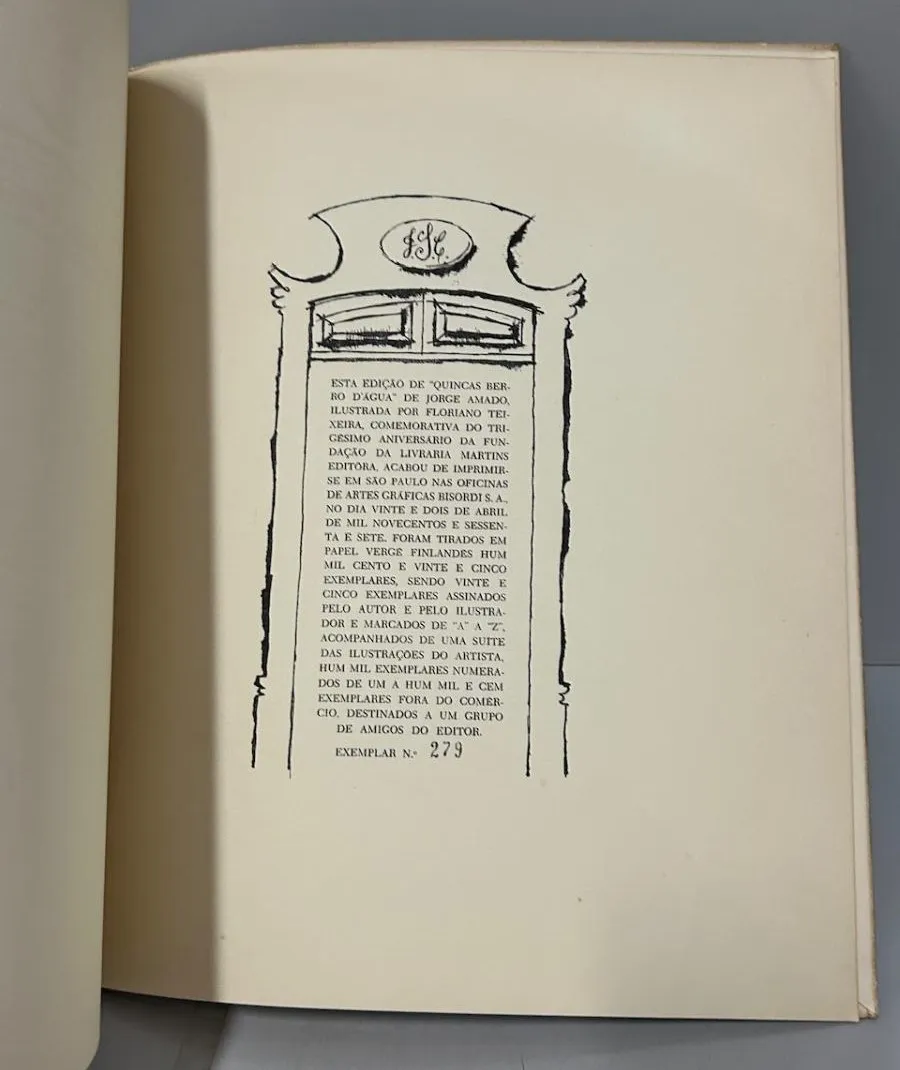 ESTA EDIÇÃO DE "QUINCAS BER-
RO D'ÁGUA" DE JORGE AMADO,
ILUSTRADA POR FLORIANO TEI-
XEIRA, COMEMORATIVA DO TRI-
GÉSIMO ANIVERSÁRIO DA FUN-
DAÇÃO DA LIVRARIA MARTINS
EDITÔRA, ACABOU DE IMPRIMIR-
SE EM SÃO PAULO NAS OFICINAS
DE ARTES GRÁFICAS BISORDI S. A.,
NO DIA VINTE E DOIS DE ABRIL
DE MIL NOVECENTOS E SESSEN-
TA E SETE. FORAM TIRADOS EM
PAPEL VERGÉ FINLANDÊS HUM
MIL CENTO E VINTE E CINCO
EXEMPLARES, SENDO VINTE E
CINCO EXEMPLARES ASSINADOS
PELO AUTOR E PELO ILUSTRA-
DOR E MARCADOS DE "A" A "Z",
ACOMPANHADOS DE UMA SUITE
DAS ILUSTRAÇÕES DO ARTISTA,
HUM MIL EXEMPLARES NUMERA-
DOS DE UM A HUM MIL E CEM
EXEMPLARES FORA DO COMÉR-
CIO, DESTINADOS A UM GRUPO
DE AMIGOS DO EDITOR.
EXEMPLAR N.º 279